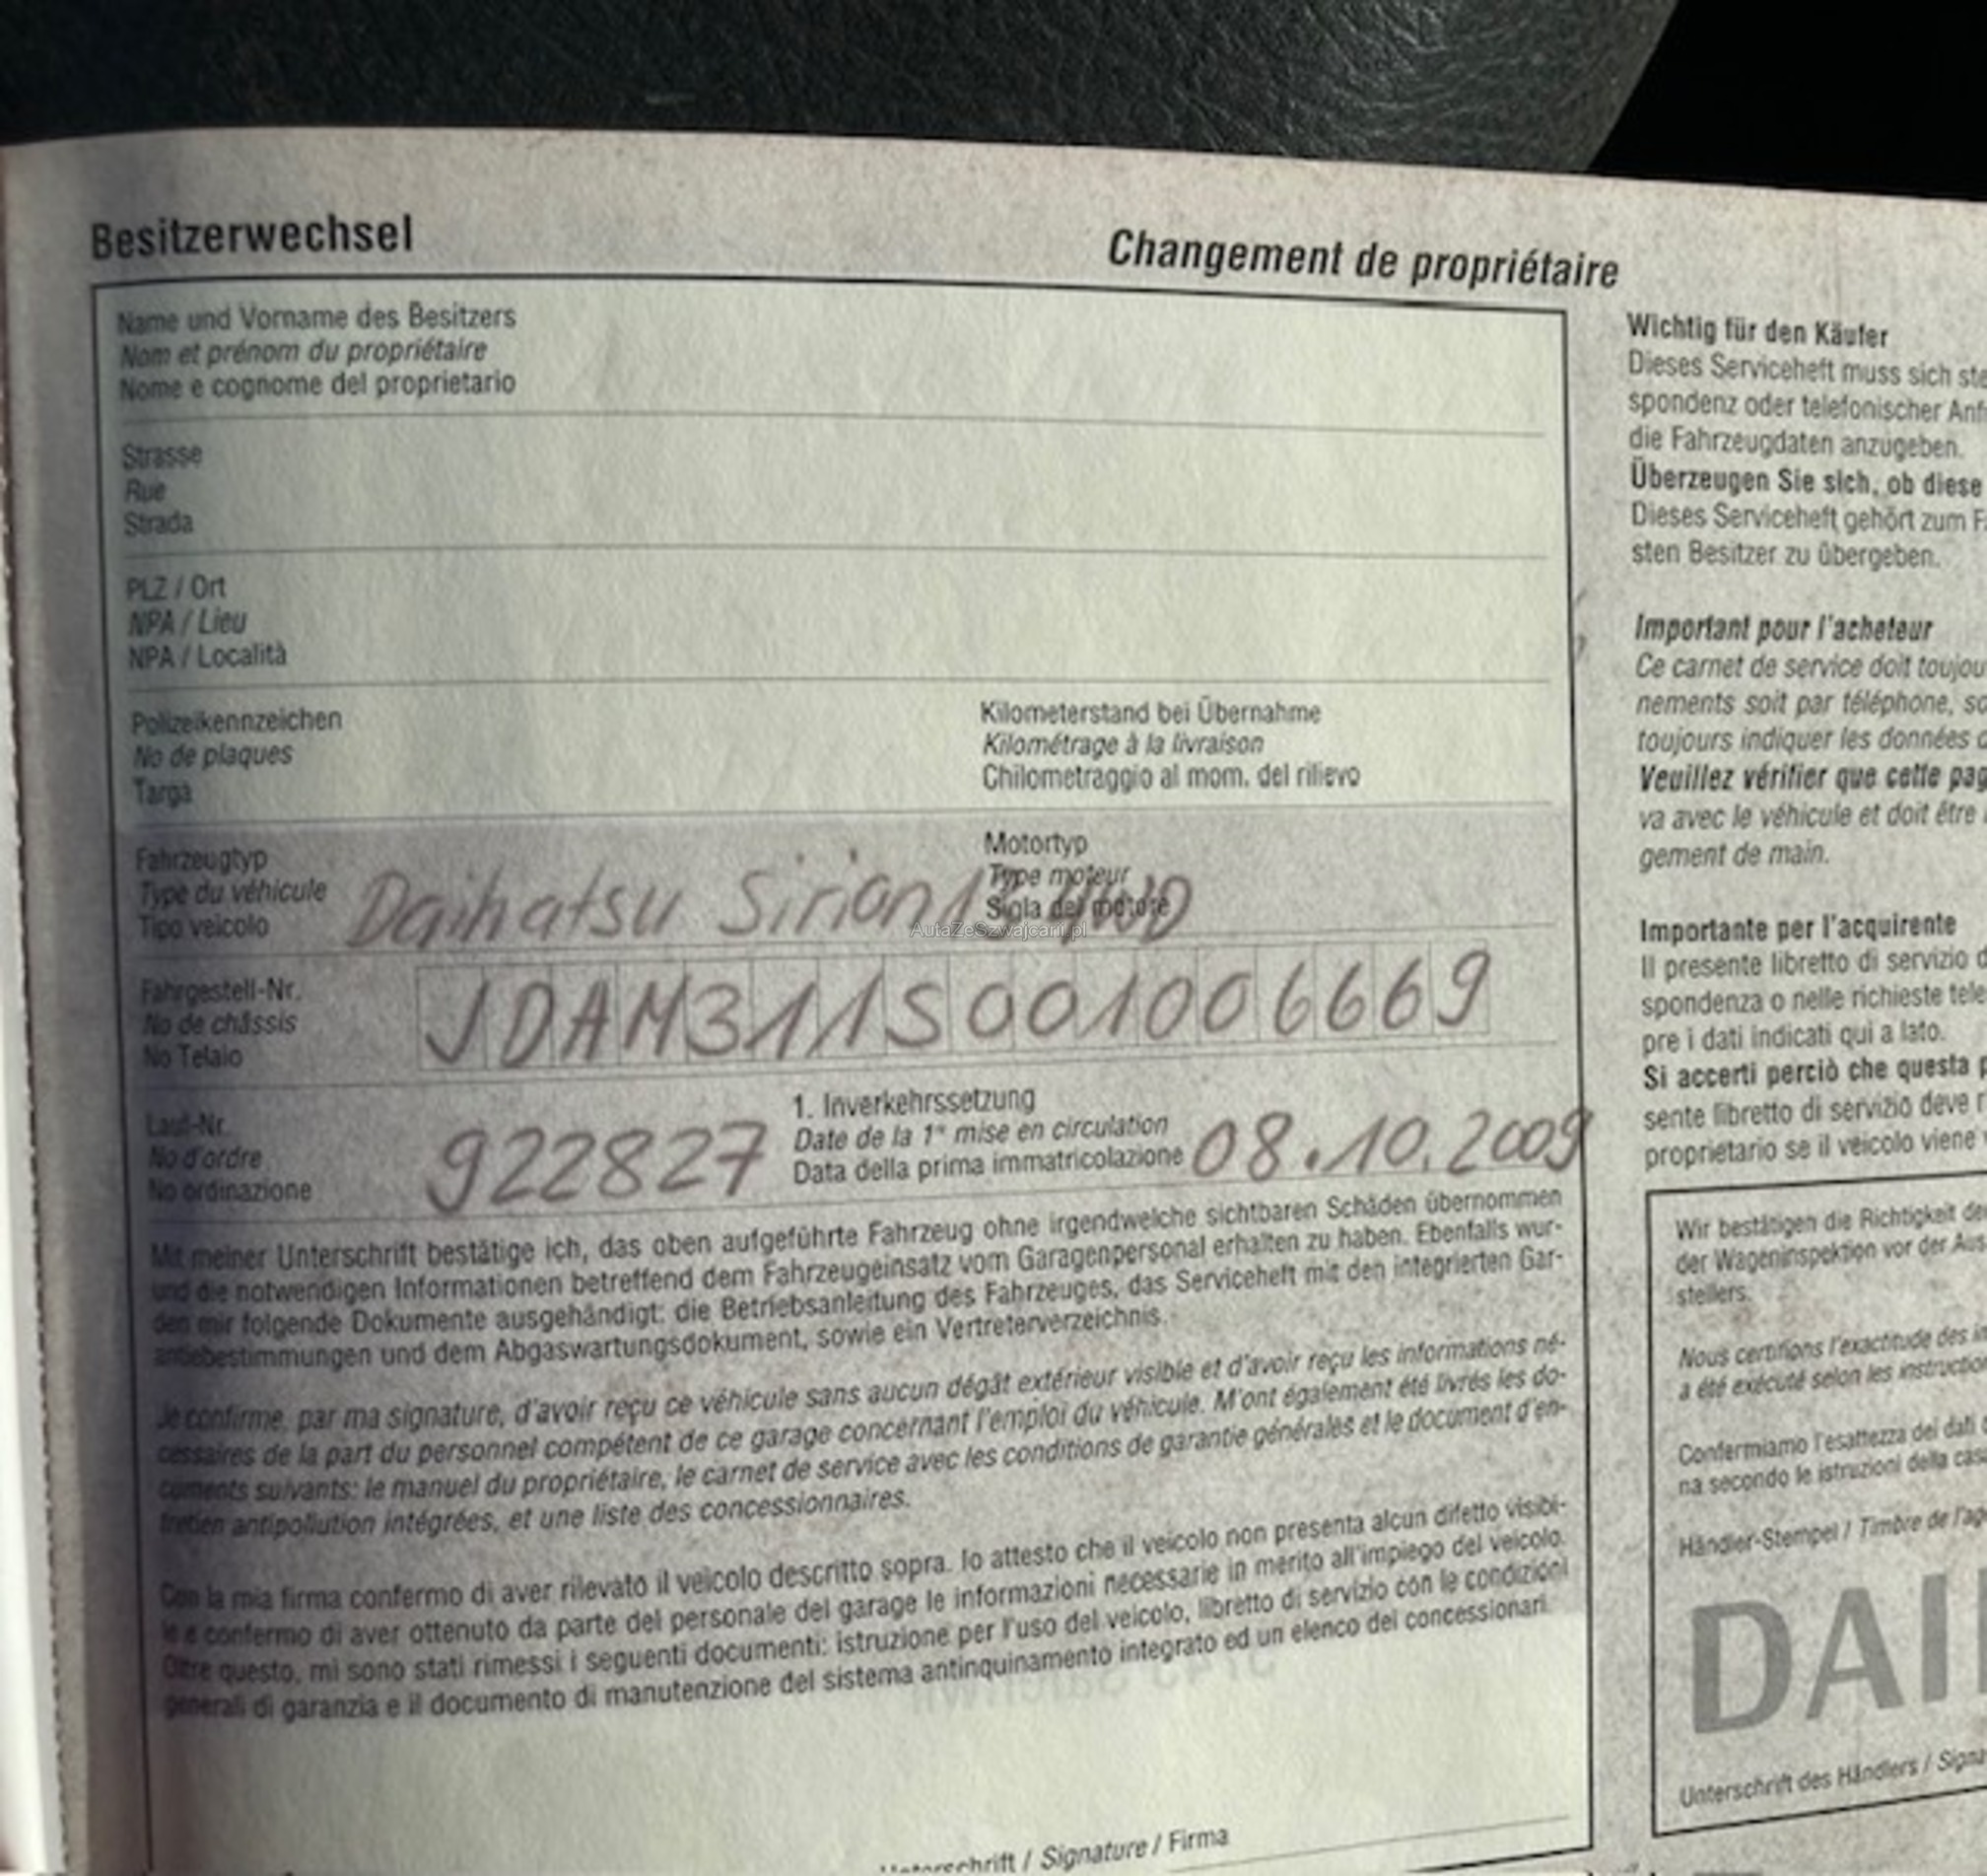 Besitzerwechsel
Changement de propriétaire
Name und Vorname des Besitzers
Nom et prénom du propriétaire
Nome e cognome del proprietario
Strasse
Rue
Strada
PLZ / Ort
NPA / Lieu
NPA / Località
Polizeikennzeichen
No de plaques
Targa
Kilometerstand bei Übernahme
Kilométrage à la livraison
Chilometraggio al mom. del rilievo
Fahrzeugtyp
Type du véhicule
Tipo veicolo
Daihatsu Sirion 1.3 4WD
Motortyp
Type moteur
Sigla del motore
AutaZeSzwajcarii.pl
Fahrgestell-Nr.
No de châssis
No Telaio
JDAM311S001006669
Lauf-Nr.
No d'ordre
No ordinazione
922827
1. Inverkehrssetzung
Date de la 1re mise en circulation
Data della prima immatricolazione
08.10.2009
Mit meiner Unterschrift bestätige ich, das oben aufgeführte Fahrzeug ohne irgendwelche sichtbaren Schäden übernommen
und die notwendigen Informationen betreffend dem Fahrzeugeinsatz vom Garagenpersonal erhalten zu haben. Ebenfalls wur-
den mir folgende Dokumente ausgehändigt: die Betriebsanleitung des Fahrzeuges, das Serviceheft mit den integrierten Gar-
antiebestimmungen und dem Abgaswartungsdokument, sowie ein Vertreterverzeichnis.
Je confirme, par ma signature, d'avoir reçu ce véhicule sans aucun dégât extérieur visible et d'avoir reçu les informations né-
cessaires de la part du personnel compétent de ce garage concernant l'emploi du véhicule. M'ont également été livrés les do-
cuments suivants: le manuel du propriétaire, le carnet de service avec les conditions de garantie générales et le document d'en-
tretien antipollution intégrées, et une liste des concessionnaires.
Con la mia firma confermo di aver rilevato il veicolo descritto sopra. Io attesto che il veicolo non presenta alcun difetto visibi-
le e confermo di aver ottenuto da parte del personale del garage le informazioni necessarie in merito all'impiego del veicolo.
Oltre questo, mi sono stati rimessi i seguenti documenti: istruzione per l'uso del veicolo, libretto di servizio con le condizioni
generali di garanzia e il documento di manutenzione del sistema antinquinamento integrato ed un elenco dei concessionari.
Unterschrift / Signature / Firma
Wichtig für den Käufer
Dieses Serviceheft muss sich ste
spondenz oder telefonischer Anf
die Fahrzeugdaten anzugeben.
Überzeugen Sie sich, ob diese
Dieses Serviceheft gehört zum F
sten Besitzer zu übergeben.
Important pour l'acheteur
Ce carnet de service doit toujou
nements soit par téléphone, so
toujours indiquer les données d
Veuillez vérifier que cette pag
va avec le véhicule et doit être
gement de main.
Importante per l'acquirente
Il presente libretto di servizio d
spondenza o nelle richieste tele
pre i dati indicati qui a lato.
Si accerti perciò che questa p
sente libretto di servizio deve r
proprietario se il veicolo viene
Wir bestätigen die Richtigkeit de
der Wageninspektion vor der Aus
stellers.
Nous certifions l'exactitude des i
a été exécuté selon les instruction
Confermiamo l'esattezza dei dati
na secondo le istruzioni della cas
Händler-Stempel / Timbre de l'ag
DAI
Unterschrift des Händlers / Signa